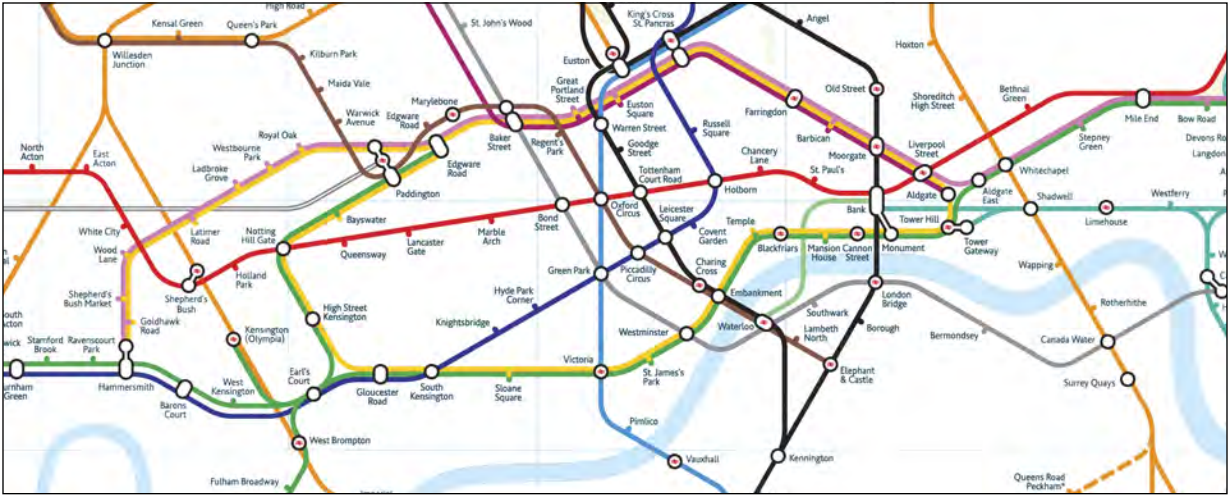 High Road
Kensal Green
Queen's Park
St. John's Wood
King's Cross
St. Pancras
Angel
Willesden
Junction
Kilburn Park
Euston
Hoxton
Maida Vale
Great
Portland
Street
Old Street
Shoreditch
High Street
Bethnal
Green
Marylebone
Euston
Square
Farringdon
Mile End
Bow Road
Warwick
Avenue
Edgware
Road
Baker
Street
Regent's
Park
Warren Street
Russell
Square
Barbican
Royal Oak
Goodge
Street
Moorgate
Liverpool
Street
Stepney
Green
Devons
Langdon
North
Acton
East
Acton
Westbourne
Park
Edgware
Road
Tottenham
Court Road
Chancery
Lane
St. Paul's
Whitechapel
Ladbroke
Grove
Paddington
Holborn
Aldgate
Aldgate
East
Bond
Street
Oxford
Circus
Leicester
Square
Bank
Tower Hill
Shadwell
Westferry
Limehouse
White City
Latimer
Road
Notting
Hill Gate
Bayswater
Lancaster
Gate
Marble
Arch
Queensway
Covent
Garden
Temple
Blackfriars
Mansion
House
Cannon
Street
Monument
Tower
Gateway
Wood
Lane
Holland
Park
Green Park
Piccadilly
Circus
Charing
Cross
Wapping
Shepherd's
Bush Market
Shepherd's
Bush
Hyde Park
Corner
Embankment
London
Bridge
Rotherhithe
Goldhawk
Road
High Street
Kensington
Southwark
Knightsbridge
Westminster
Waterloo
Lambeth
North
Borough
Bermondsey
Canada Water
Stamford
Brook
Ravenscourt
Park
Kensington
(Olympia)
Victoria
St. James's
Park
Elephant
& Castle
Surrey Quays
Hammersmith
West
Kensington
Earl's
Court
Gloucester
Road
South
Kensington
Sloane
Square
Barons
Court
Pimlico
West Brompton
Vauxhall
Kennington
Fulham Broadway
Queens Road
Peckham*